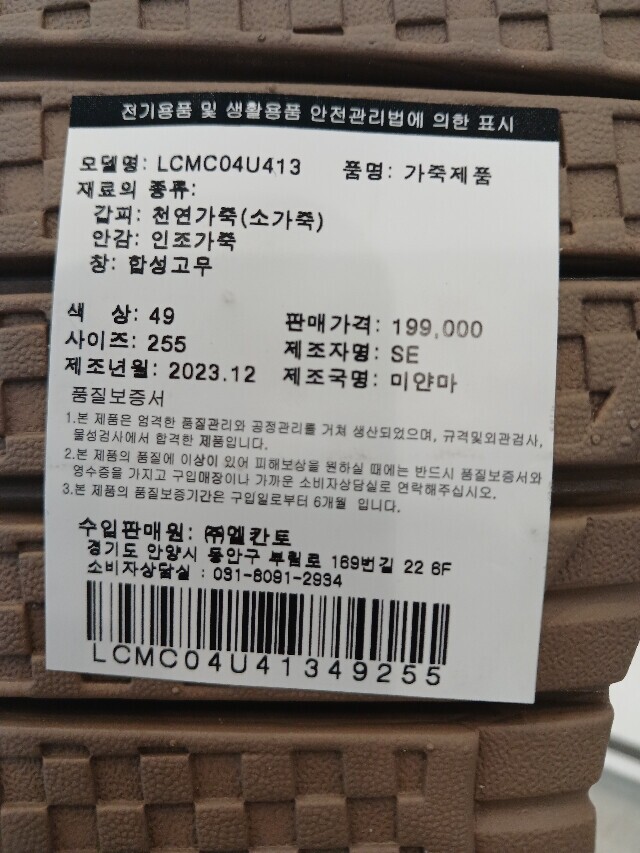 전기용품 및 생활용품 안전관리법에 의한 표시
모델명: LCMC04U413 품명: 가죽제품
재료의 종류:
갑피: 천연가죽(소가죽)
안감: 인조가죽
창: 합성고무
색 상: 49 판매가격: 199,000
사이즈: 255 제조자명: SE
제조년월: 2023.12 제조국명: 미얀마
품질보증서
1.본 제품은 엄격한 품질관리와 공정관리를 거쳐 생산되었으며, 규격및외관검사,
물성검사에서 합격한 제품입니다.
2.본 제품의 품질에 이상이 있어 피해보상을 원하실 때에는 반드시 품질보증서와
영수증을 가지고 구입매장이나 가까운 소비자상담실로 연락해주십시오.
3.본 제품의 품질보증기간은 구입일로부터 6개월 입니다.
수입판매원: ㈜엘칸토
경기도 안양시 동안구 부림로 169번길 22 6F
소비자상담실 : 031-6091-2934
LCMC04U41349255